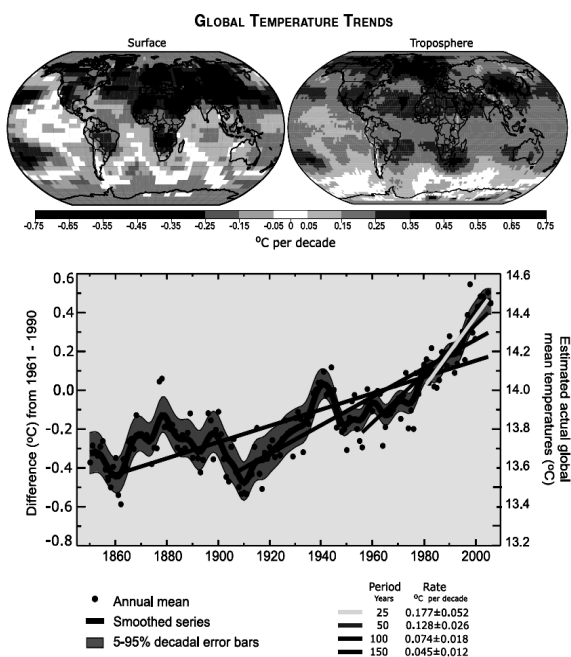 GLOBAL TEMPERATURE TRENDS
Surface Troposphere
-0.75 -0.65 -0.55 -0.45 -0.35 -0.25 -0.15 -0.05 0 0.05 0.15 0.25 0.35 0.45 0.55 0.65 0.75
ºC per decade
Difference (ºC) from 1961 - 1990
0.6
0.4
0.2
0.0
-0.2
-0.4
-0.6
-0.8
14.6
14.4
14.2
14.0
13.8
13.6
13.4
13.2
Estimated actual global
mean temperatures (ºC)
1860 1880 1900 1920 1940 1960 1980 2000
Annual mean
Smoothed series
5-95% decadal error bars
Period Rate
Years ºC per decade
25 0.177±0.052
50 0.128±0.026
100 0.074±0.018
150 0.045±0.012